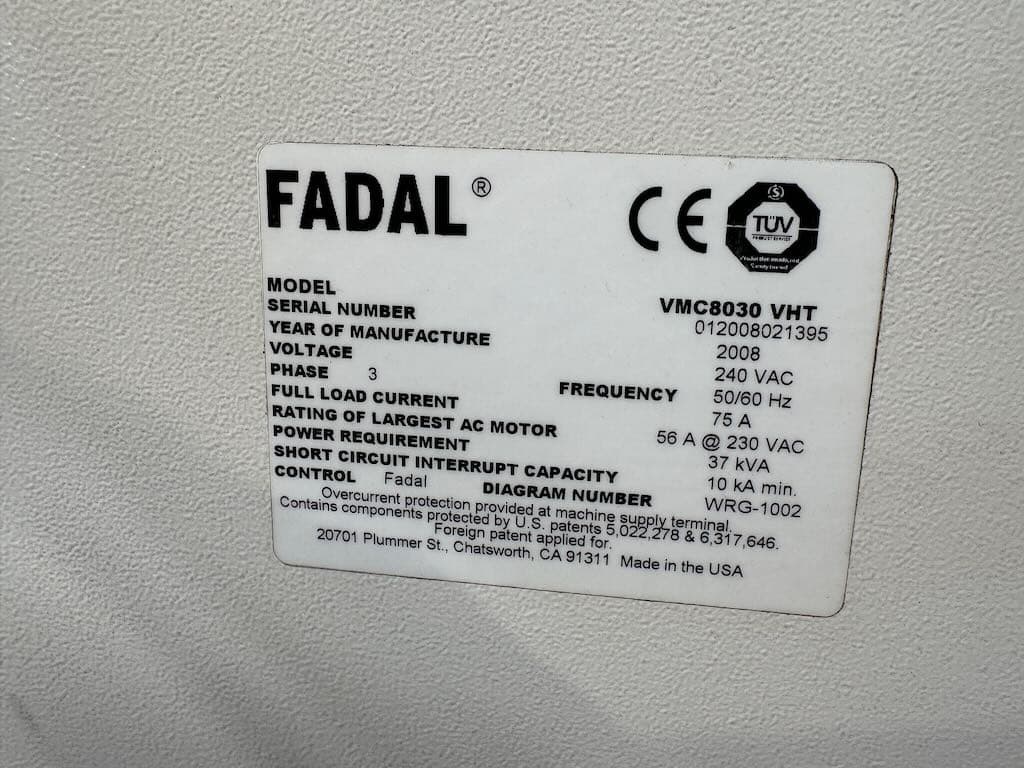 FADAL®
CE
TÜV
PRODUCT SERVICE
MODEL VMC8030 VHT
SERIAL NUMBER 012008021395
YEAR OF MANUFACTURE 2008
VOLTAGE 240 VAC
PHASE 3 FREQUENCY 50/60 Hz
FULL LOAD CURRENT 75 A
RATING OF LARGEST AC MOTOR 56 A @ 230 VAC
POWER REQUIREMENT 37 kVA
SHORT CIRCUIT INTERRUPT CAPACITY 10 kA min.
CONTROL Fadal DIAGRAM NUMBER WRG-1002
Overcurrent protection provided at machine supply terminal.
Contains components protected by U.S. patents 5,022,278 & 6,317,646.
Foreign patent applied for.
20701 Plummer St., Chatsworth, CA 91311 Made in the USA